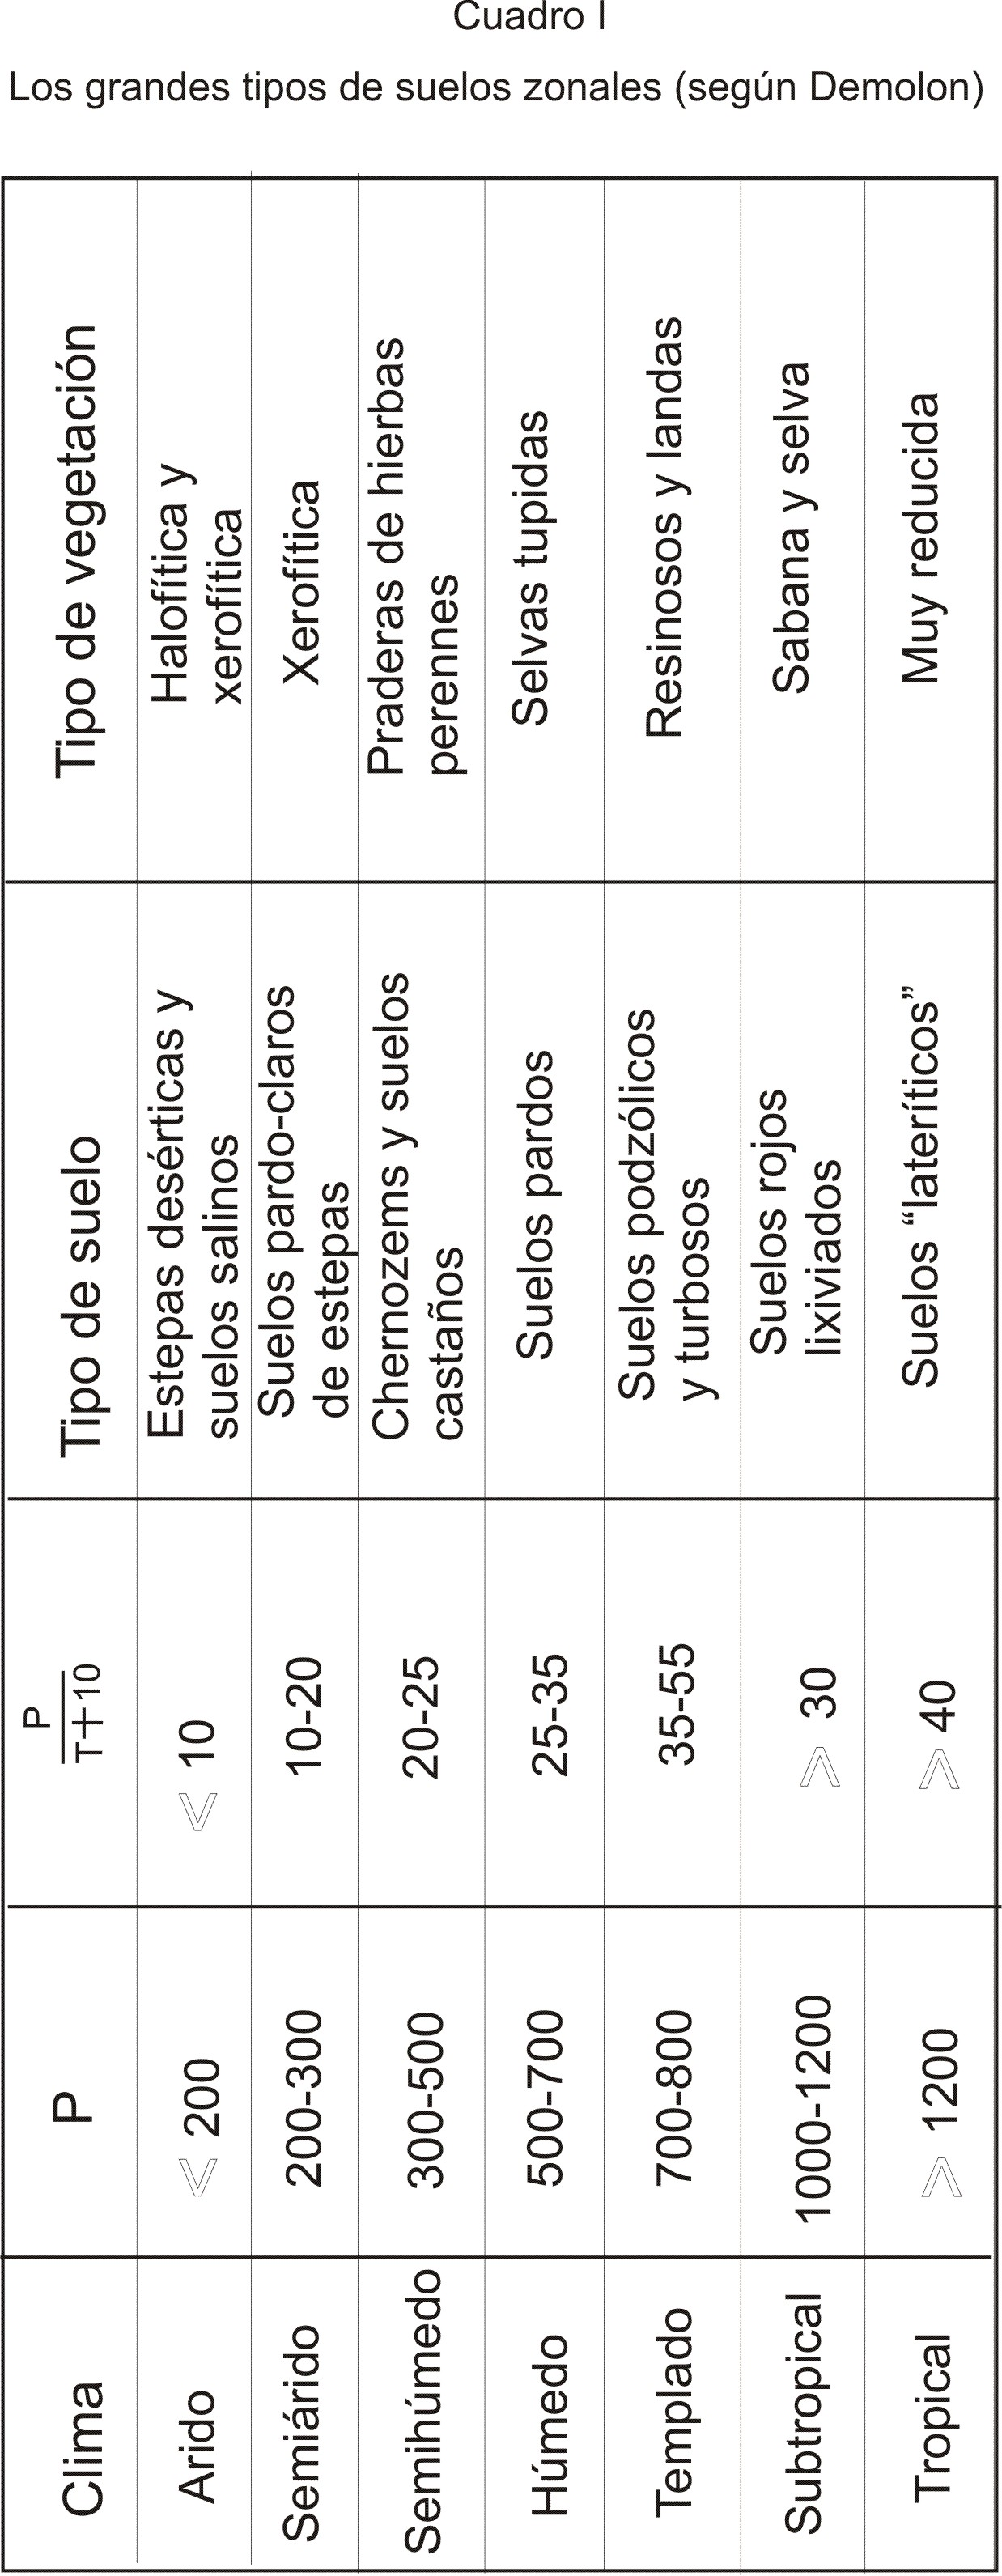 Cuadro I
Los grandes tipos de suelos zonales (según Demolon)
Clima
P
P
T+10
Tipo de suelo
Tipo de vegetación
Arido
< 200
< 10
Estepas desérticas y
suelos salinos
Halofítica y
xerofítica
Semiárido
200-300
10-20
Suelos pardo-claros
de estepas
Xerofítica
Semihúmedo
300-500
20-25
Chernozems y suelos
castaños
Praderas de hierbas
perennes
Húmedo
500-700
25-35
Suelos pardos
Selvas tupidas
Templado
700-800
35-55
Suelos podzólicos
y turbosos
Resinosos y landas
Subtropical
1000-1200
> 30
Suelos rojos
lixiviados
Sabana y selva
Tropical
> 1200
> 40
Suelos “lateríticos”
Muy reducida